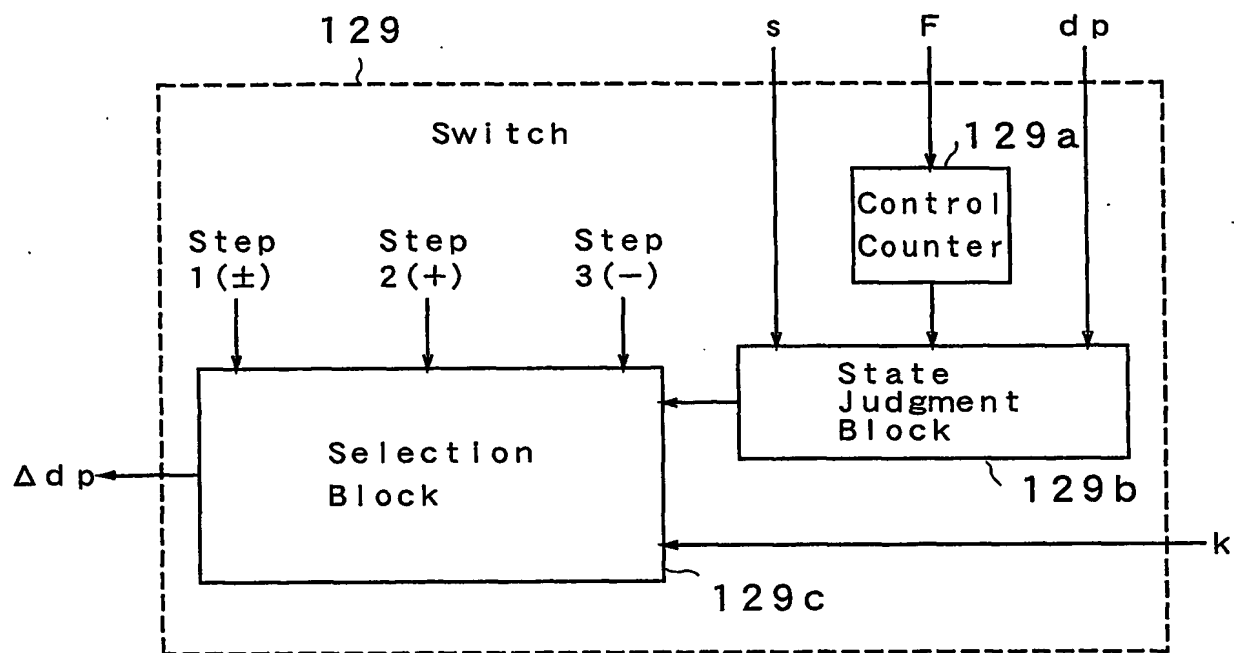 129
s F dp
Switch
129a
Control
Counter
Step
1(±)
Step
2(+)
Step
3(−)
State
Judgment
Block
Selection
Block
Δdp
129b
k
129c